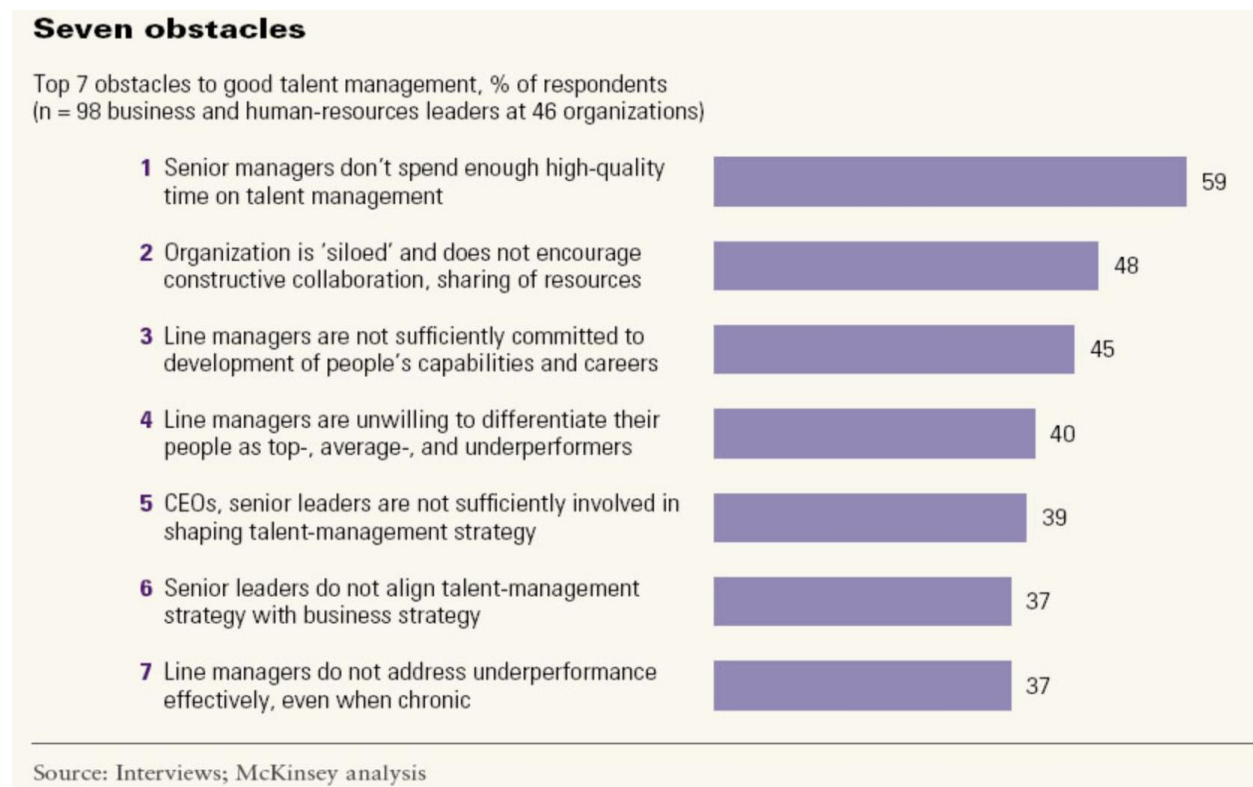 Seven obstacles
Top 7 obstacles to good talent management, % of respondents
(n = 98 business and human-resources leaders at 46 organizations)
1 Senior managers don’t spend enough high-quality
time on talent management
59
2 Organization is ‘siloed’ and does not encourage
constructive collaboration, sharing of resources
48
3 Line managers are not sufficiently committed to
development of people’s capabilities and careers
45
4 Line managers are unwilling to differentiate their
people as top-, average-, and underperformers
40
5 CEOs, senior leaders are not sufficiently involved in
shaping talent-management strategy
39
6 Senior leaders do not align talent-management
strategy with business strategy
37
7 Line managers do not address underperformance
effectively, even when chronic
37
Source: Interviews; McKinsey analysis